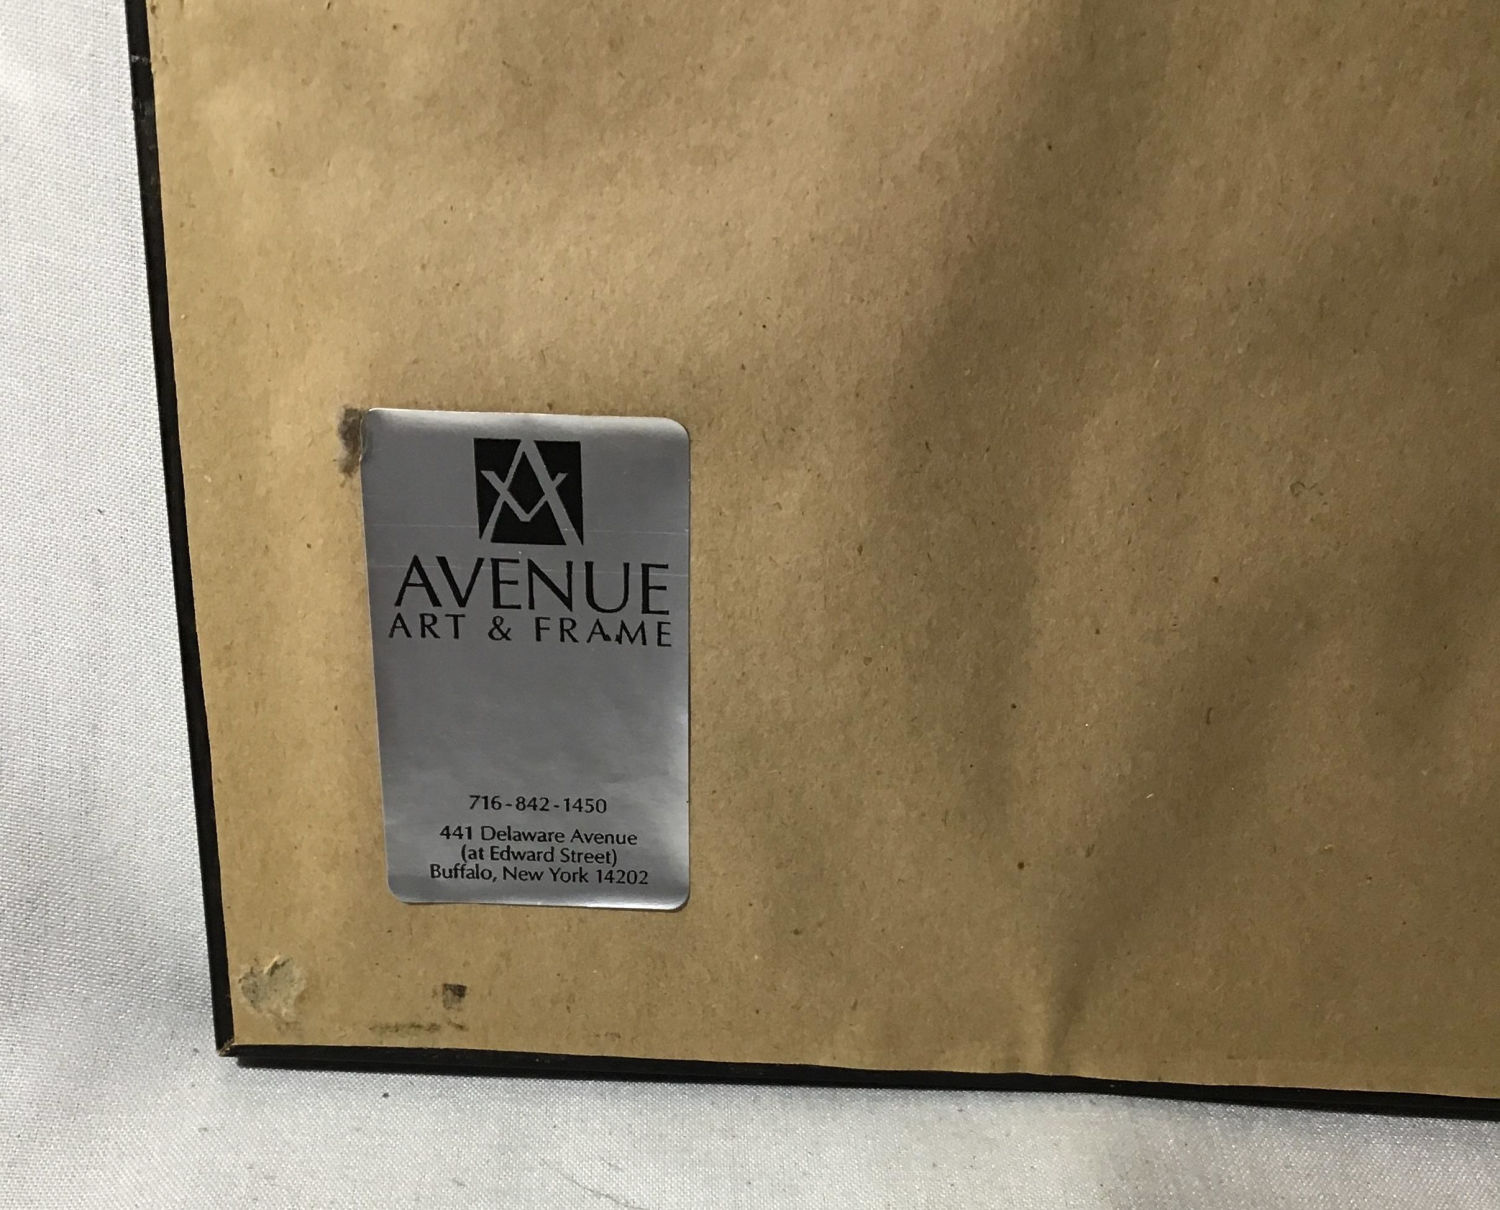 AVENUE
ART & FRAME
716-842-1450
441 Delaware Avenue
(at Edward Street)
Buffalo, New York 14202